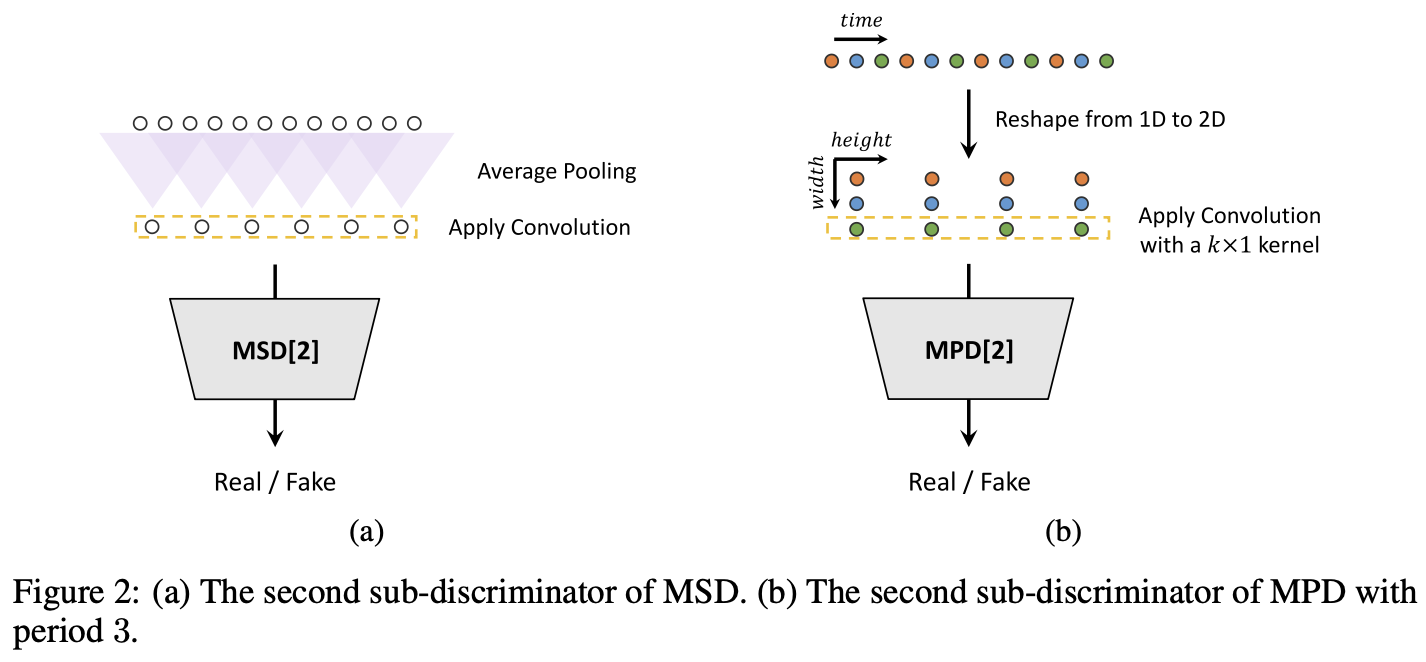 Average Pooling
Apply Convolution
MSD[2]
Real / Fake
(a)
time
Reshape from 1D to 2D
height
width
Apply Convolution
with a k×1 kernel
MPD[2]
Real / Fake
(b)
Figure 2: (a) The second sub-discriminator of MSD. (b) The second sub-discriminator of MPD with
period 3.